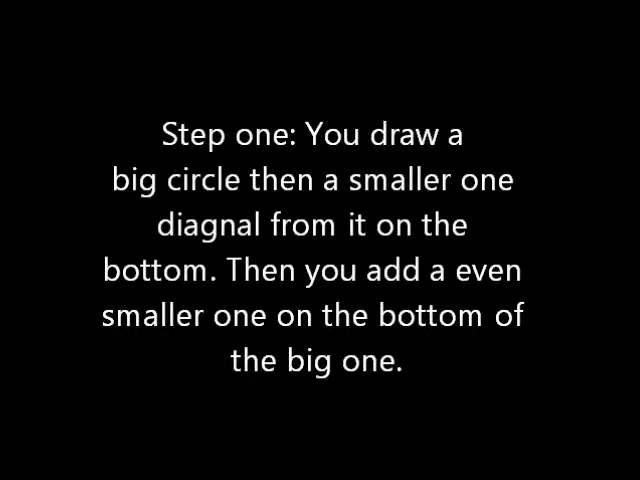 Step one: You draw a
big circle then a smaller one
diagnal from it on the
bottom. Then you add a even
smaller one on the bottom of
the big one.